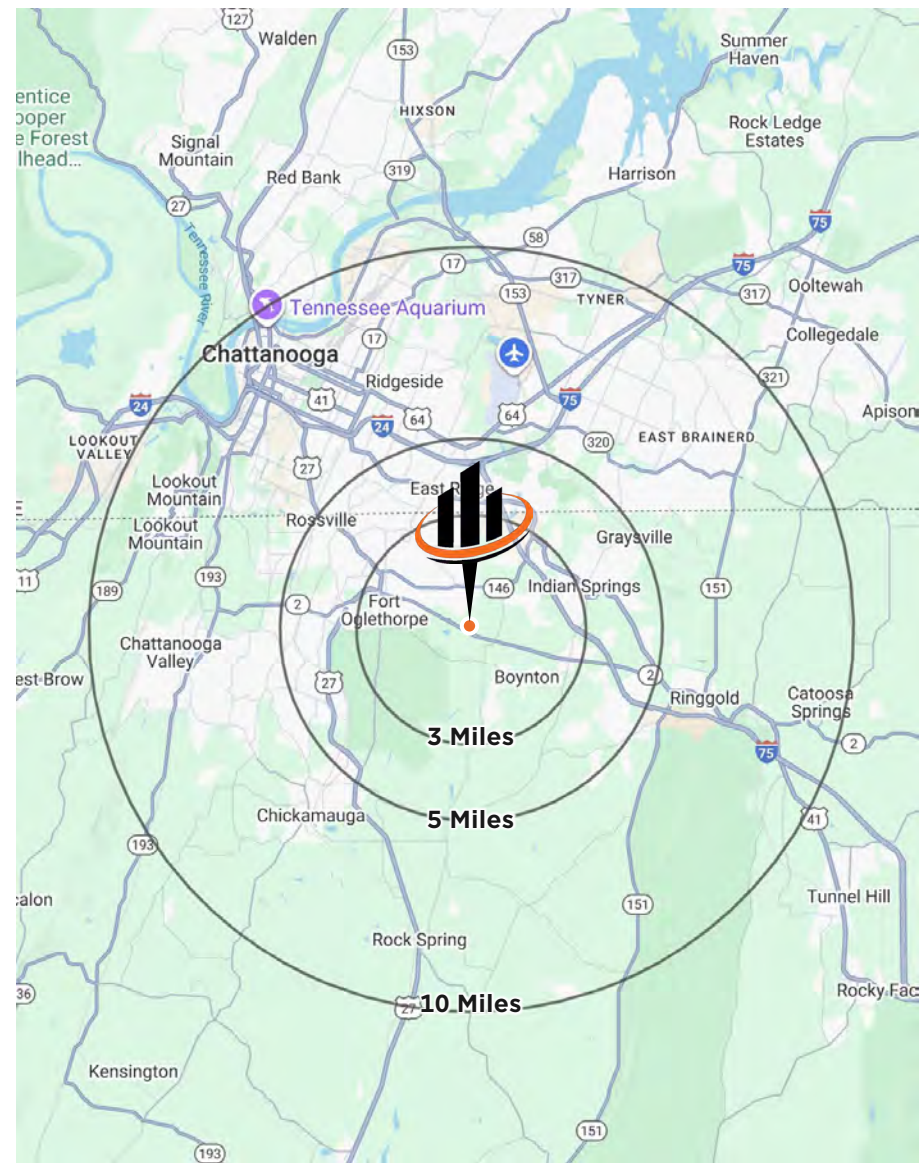 127
Walden
153
Summer
Haven
entice
ooper
e Forest
lhead...
HIXSON
Rock Ledge
Estates
Signal
Mountain
Red Bank
319
Harrison
27
75
Tennessee River
58
17
75
317
153
TYNER
317
Ooltewah
Tennessee Aquarium
17
Collegedale
Chattanooga
Ridgeside
321
41
75
24
64
24
64
Apison
LOOKOUT
VALLEY
320
EAST BRAINERD
27
Lookout
Mountain
East
Rossville
Lookout
Mountain
Graysville
E
11
193
189
2
146
Indian Springs
151
Fort
Oglethorpe
Chattanooga
Valley
est-Brow
27
Boynton
2
Ringgold
Catoosa
Springs
3 Miles
75
2
Chickamauga
5 Miles
41
193
alon
151
Tunnel Hill
Rock Spring
36
27
10 Miles
Rocky Fac
Kensington
193
151